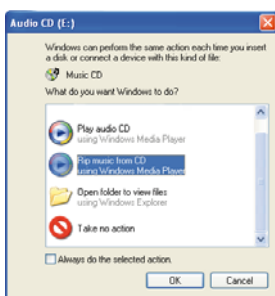 Audio CD (E:)
Windows can perform the same action each time you insert
a disk or connect a device with this kind of file:
Music CD
What do you want Windows to do?
Play audio CD
using Windows Media Player
Rip music from CD
using Windows Media Player
Open folder to view files
using Windows Explorer
Take no action
Always do the selected action.
OK
Cancel